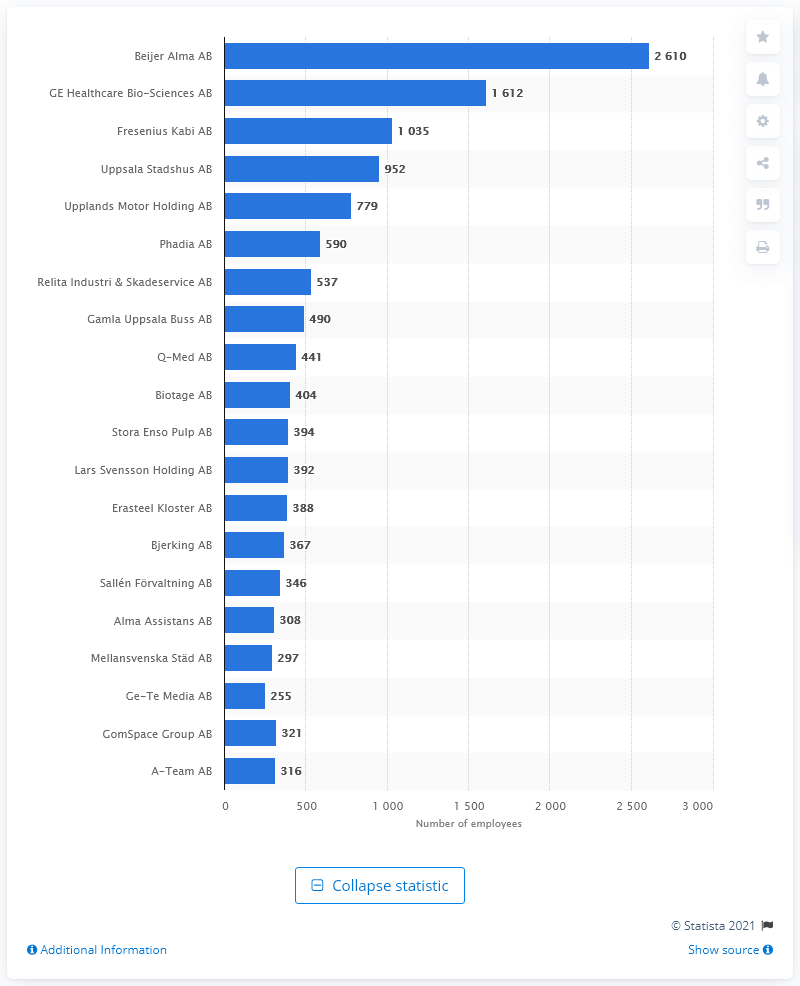 Beijer Alma AB 2 610
GE Healthcare Bio-Sciences AB 1 612
Fresenius Kabi AB 1 035
Uppsala Stadshus AB 952
Upplands Motor Holding AB 779
Phadia AB 590
Relita Industri & Skadeservice AB 537
Gamla Uppsala Buss AB 490
Q-Med AB 441
Biotage AB 404
Stora Enso Pulp AB 394
Lars Svensson Holding AB 392
Erasteel Kloster AB 388
Bjerking AB 367
Sallén Förvaltning AB 346
Alma Assistans AB 308
Mellansvenska Städ AB 297
Ge-Te Media AB 255
GomSpace Group AB 321
A-Team AB 316
0 500 1 000 1 500 2 000 2 500 3 000
Number of employees
Collapse statistic
© Statista 2021
Additional Information Show source